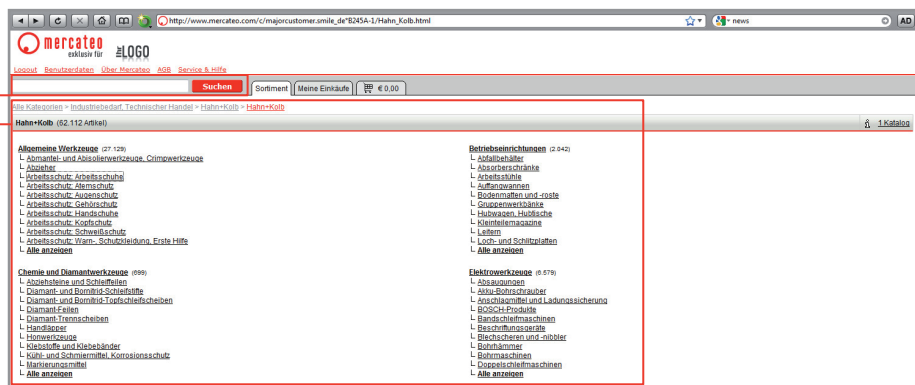 http://www.mercateo.com/c/majorcustomer.smile_de*B245A-1/Hahn_Kolb.html
news
AD
mercateo
exklusiv für
Ihr LOGO
Logout Benutzerdaten Über Mercateo AGB Service & Hilfe
Suchen
Sortiment Meine Einkäufe € 0,00
Alle Kategorien > Industriebedarf, Technischer Handel > Hahn+Kolb > Hahn+Kolb
Hahn+Kolb (62.112 Artikel)
1 Katalog
Allgemeine Werkzeuge (27.129)
Abmantel- und Abisolierwerkzeuge, Crimpwerkzeuge
Abzieher
Arbeitsschutz: Arbeitsschuhe
Arbeitsschutz: Atemschutz
Arbeitsschutz: Augenschutz
Arbeitsschutz: Gehörschutz
Arbeitsschutz: Handschuhe
Arbeitsschutz: Kopfschutz
Arbeitsschutz: Schweißschutz
Arbeitsschutz: Warn-, Schutzkleidung, Erste Hilfe
Alle anzeigen
Betriebseinrichtungen (2.042)
Abfallbehälter
Absorberschränke
Arbeitsstühle
Auffangwannen
Bodenmatten und -roste
Gruppenwerkbänke
Hubwagen, Hubtische
Kleinteilemagazine
Leitern
Loch- und Schlitzplatten
Alle anzeigen
Chemie und Diamantwerkzeuge (699)
Abziehsteine und Schleiffeilen
Diamant- und Bornitrid-Schleifstifte
Diamant- und Bornitrid-Topfschleifscheiben
Diamant-Feilen
Diamant-Trennscheiben
Handläpper
Honwerkzeuge
Klebstoffe und Klebebänder
Kühl- und Schmiermittel, Korrosionsschutz
Markierungsmittel
Alle anzeigen
Elektrowerkzeuge (6.579)
Absaugungen
Akku-Bohrschrauber
Anschlagmittel und Ladungssicherung
BOSCH-Produkte
Bandschleifmaschinen
Beschriftungsgeräte
Blechscheren und -nibbler
Bohrhämmer
Bohrmaschinen
Doppelschleifmaschinen
Alle anzeigen